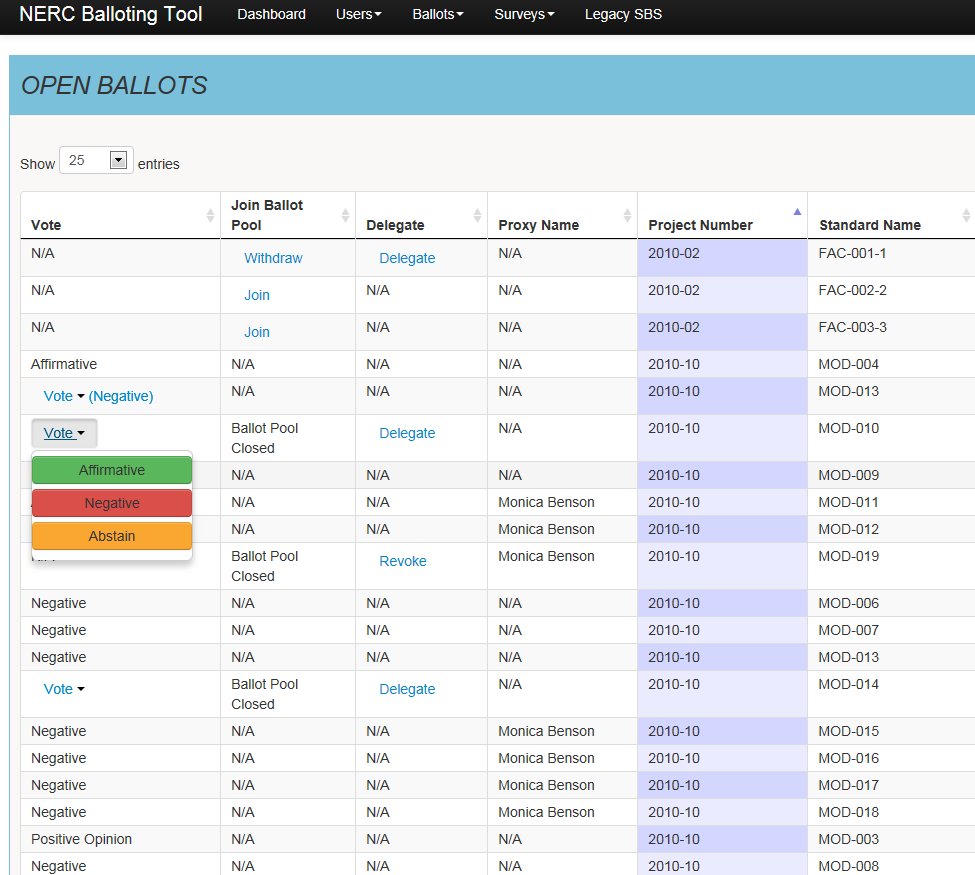 NERC Balloting Tool Dashboard Users Ballots Surveys Legacy SBS
OPEN BALLOTS
Show 25 entries
Vote Join Ballot Pool Delegate Proxy Name Project Number Standard Name
N/A Withdraw Delegate N/A 2010-02 FAC-001-1
N/A Join N/A N/A 2010-02 FAC-002-2
N/A Join N/A N/A 2010-02 FAC-003-3
Affirmative N/A N/A N/A 2010-10 MOD-004
Vote (Negative) N/A N/A N/A 2010-10 MOD-013
Vote Ballot Pool Closed Delegate N/A 2010-10 MOD-010
Affirmative N/A N/A N/A 2010-10 MOD-009
Negative N/A N/A Monica Benson 2010-10 MOD-011
Abstain N/A N/A Monica Benson 2010-10 MOD-012
Ballot Pool Closed Revoke Monica Benson 2010-10 MOD-019
Negative N/A N/A N/A 2010-10 MOD-006
Negative N/A N/A N/A 2010-10 MOD-007
Negative N/A N/A N/A 2010-10 MOD-013
Vote Ballot Pool Closed Delegate N/A 2010-10 MOD-014
Negative N/A N/A Monica Benson 2010-10 MOD-015
Negative N/A N/A Monica Benson 2010-10 MOD-016
Negative N/A N/A Monica Benson 2010-10 MOD-017
Negative N/A N/A Monica Benson 2010-10 MOD-018
Positive Opinion N/A N/A N/A 2010-10 MOD-003
Negative N/A N/A N/A 2010-10 MOD-008